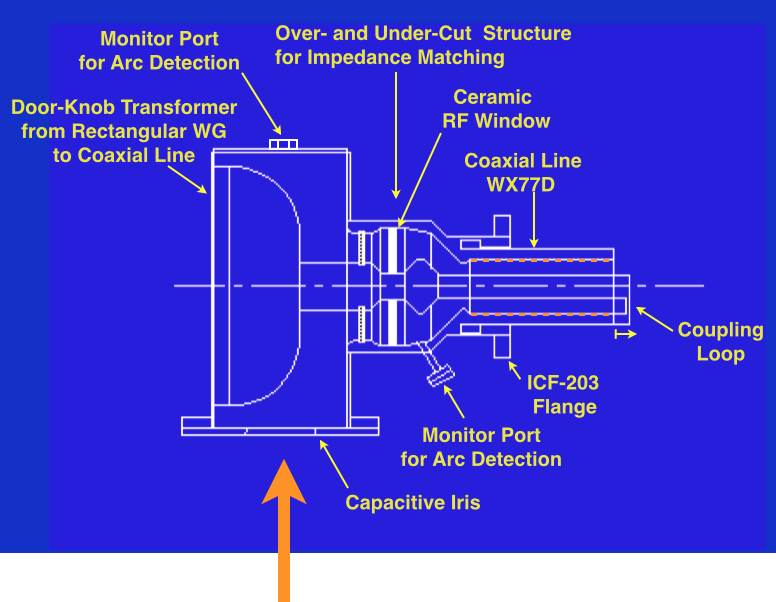 Monitor Port
for Arc Detection
Over- and Under-Cut Structure
for Impedance Matching
Door-Knob Transformer
from Rectangular WG
to Coaxial Line
Ceramic
RF Window
Coaxial Line
WX77D
Coupling
Loop
ICF-203
Flange
Monitor Port
for Arc Detection
Capacitive Iris